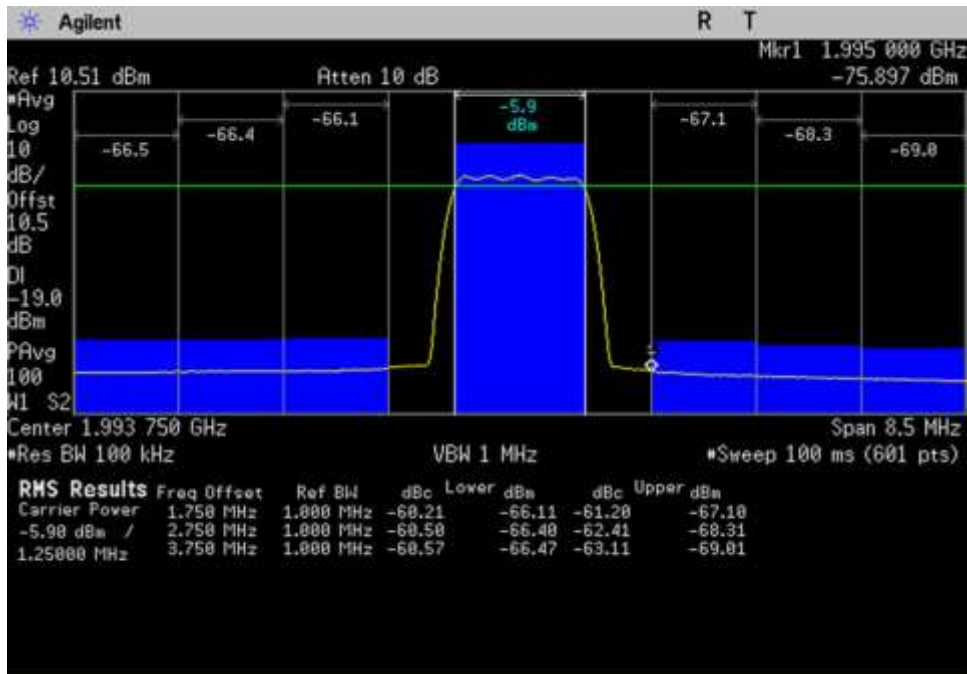 Agilent R T
Mkr1 1.995 000 GHz
Ref 10.51 dBm Atten 10 dB -75.897 dBm
#Avg
Log
10
dB/
Offst
10.5
dB
DI
-19.0
dBm
PAvg
100
W1 S2
-66.5 -66.4 -66.1 -5.9 -67.1 -68.3 -69.0
dBm
1
Center 1.993 750 GHz Span 8.5 MHz
#Res BW 100 kHz VBW 1 MHz #Sweep 100 ms (601 pts)
RMS Results Freq Offset Ref BW dBc Lower dBm dBc Upper dBm
Carrier Power 1.750 MHz 1.000 MHz -60.21 -66.11 -61.20 -67.10
-5.90 dBm / 2.750 MHz 1.000 MHz -60.50 -66.40 -62.41 -68.31
1.25000 MHz 3.750 MHz 1.000 MHz -60.57 -66.47 -63.11 -69.01